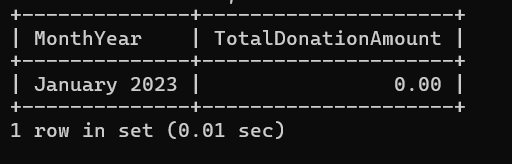 +--------------+---------------------+
| MonthYear    | TotalDonationAmount |
+--------------+---------------------+
| January 2023 |                0.00 |
+--------------+---------------------+
1 row in set (0.01 sec)